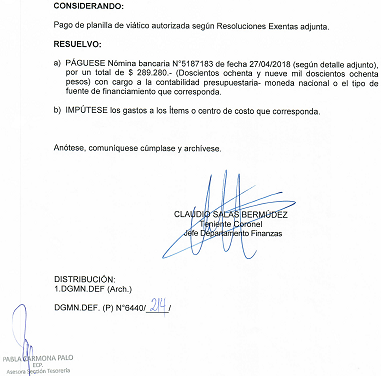 CONSIDERANDO:
Pago de planilla de viático autorizada según Resoluciones Exentas adjunta.
RESUELVO:
a) PÁGUESE Nómina bancaria N°5187183 de fecha 27/04/2018 (según detalle adjunto),
por un total de $ 289.280.- (Doscientos ochenta y nueve mil doscientos ochenta
pesos) con cargo a la contabilidad presupuestaria- moneda nacional o el tipo de
fuente de financiamiento que corresponda.
b) IMPÚTESE los gastos a los Ítems o centro de costo que corresponda.
Anótese, comuníquese cúmplase y archívese.
CLAUDIO SALAS BERMÚDEZ
Teniente Coronel
Jefe Departamento Finanzas
DISTRIBUCIÓN:
1.DGMN.DEF (Arch.)
DGMN.DEF. (P) N°6440/ 214 /
PABLA CARMONA PALO
ECP.
Asesora Gestión Tesorería